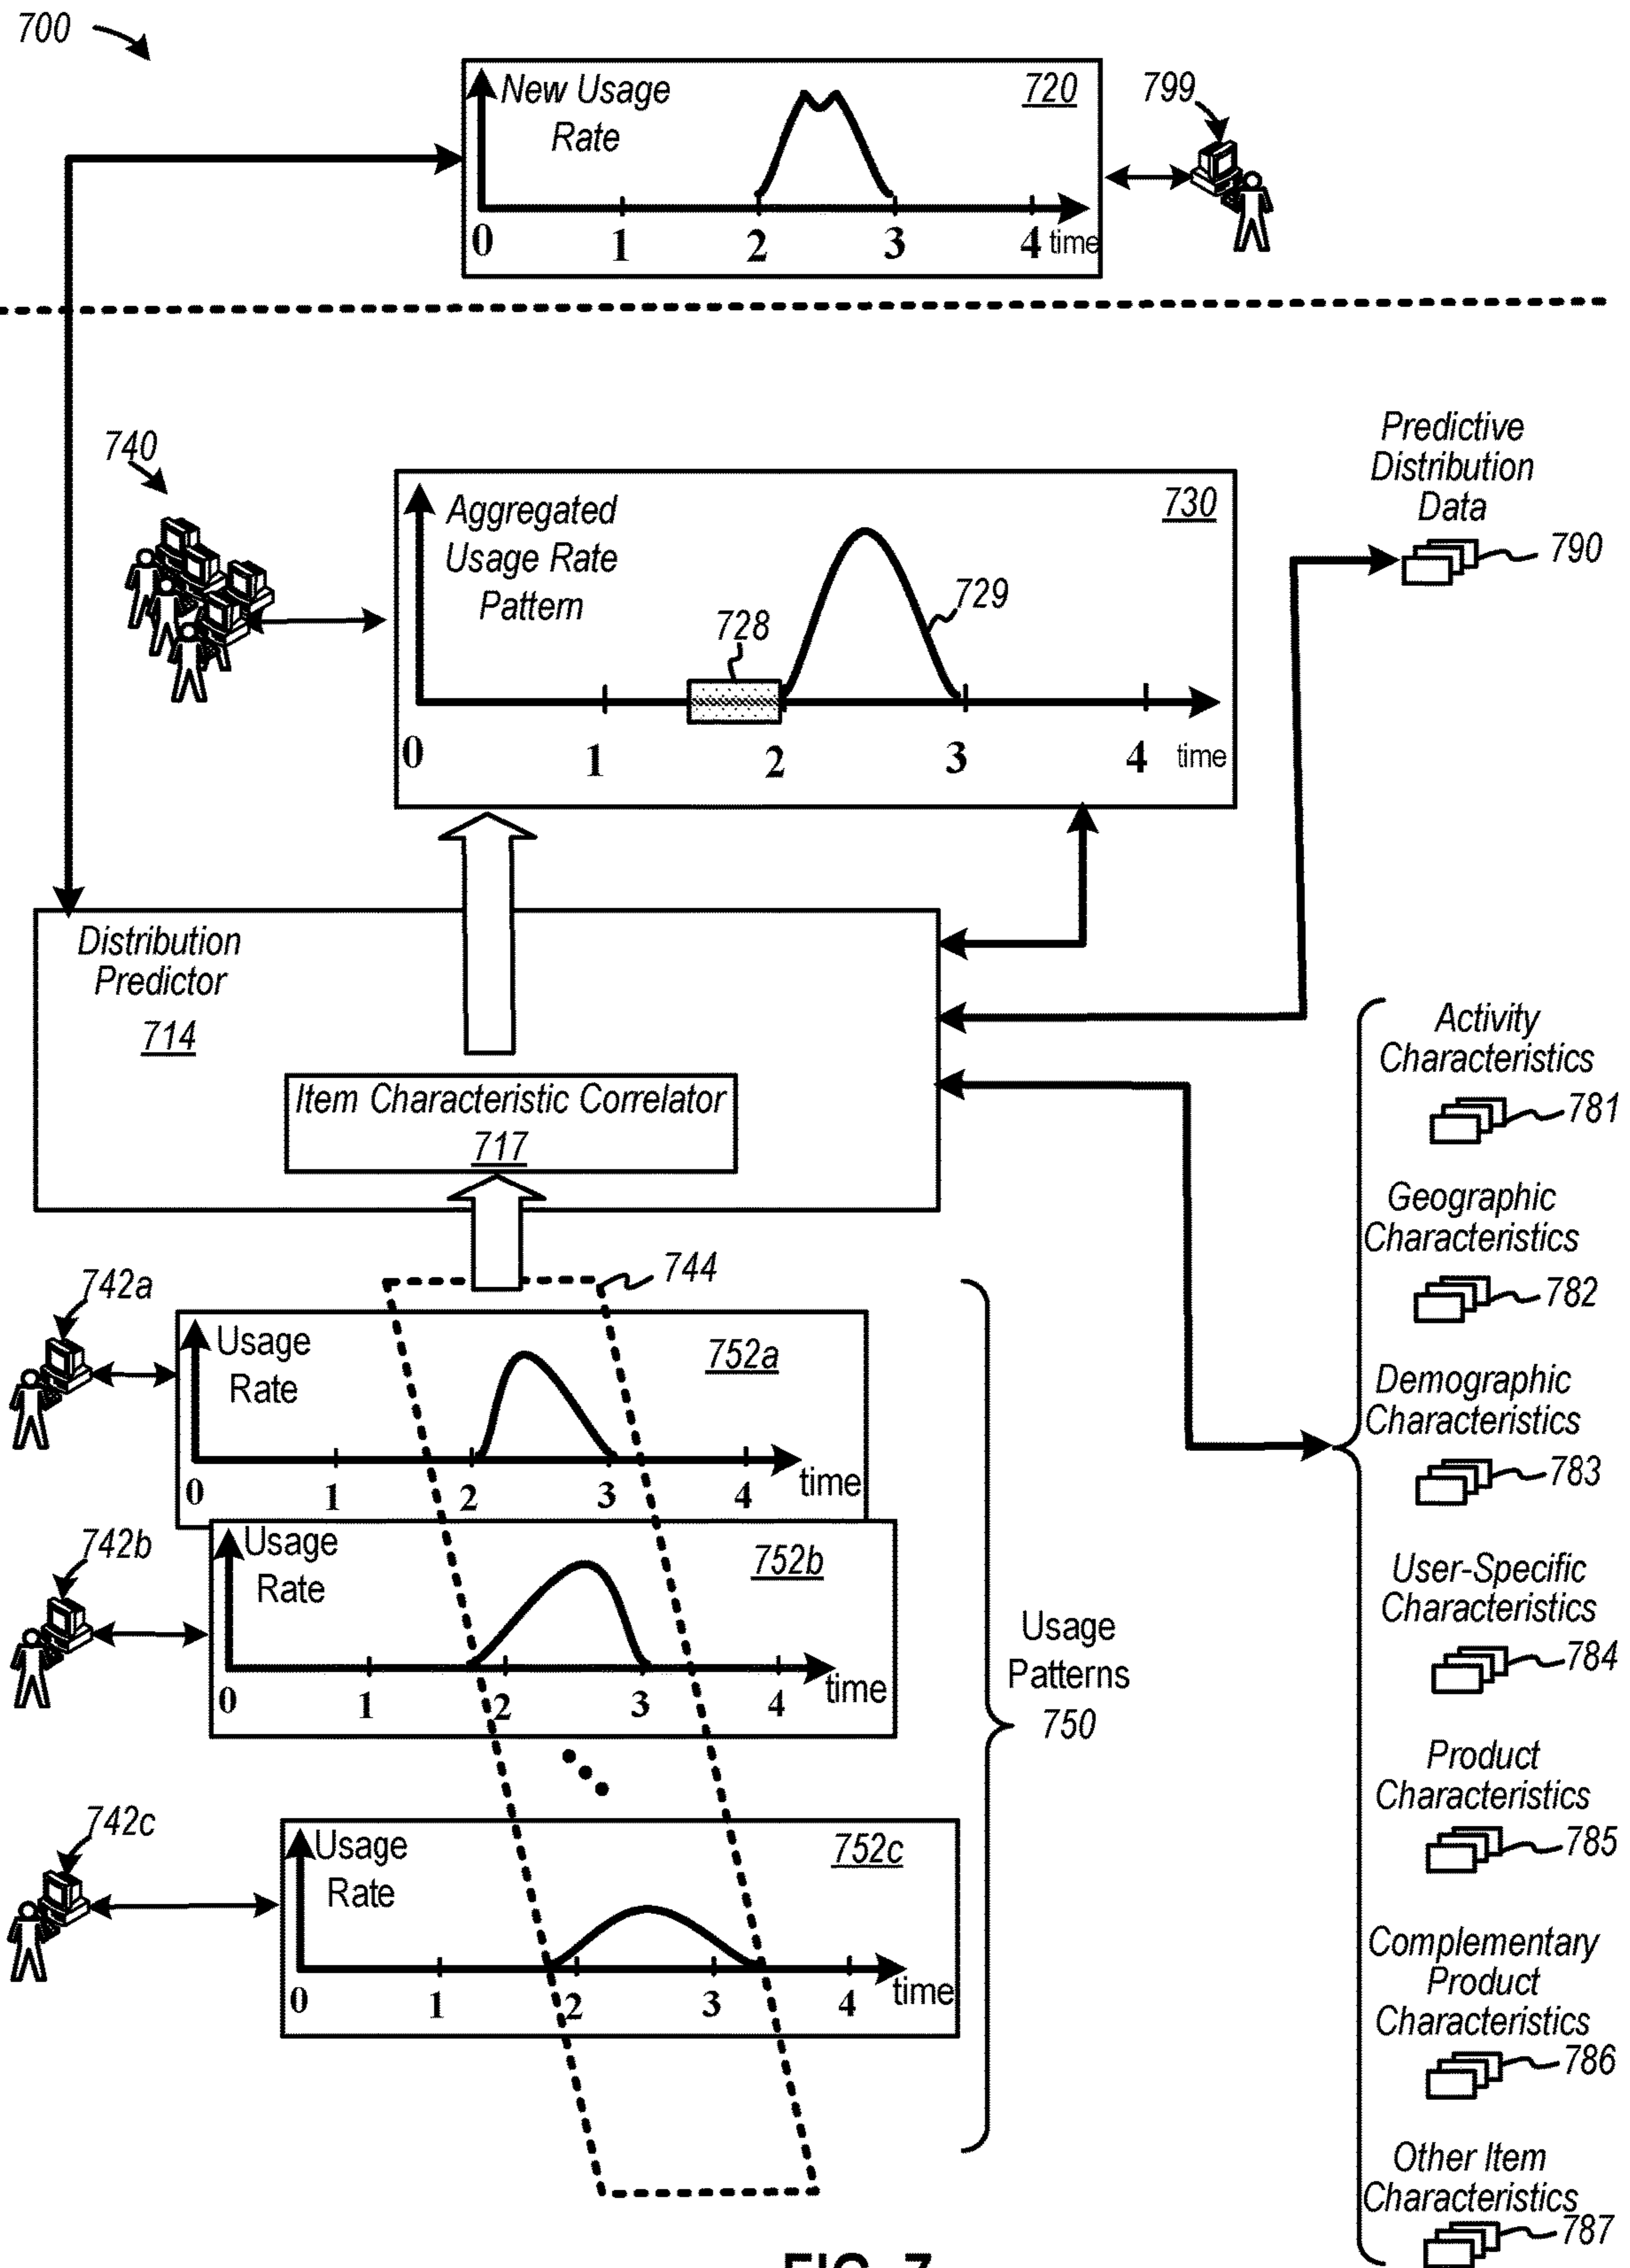 700
New Usage
Rate
720
799
0 1 2 3 4 time
740
Aggregated
Usage Rate
Pattern
730
728
729
0 1 2 3 4 time
Predictive
Distribution
Data
790
Distribution
Predictor
714
Item Characteristic Correlator
717
744
742a
Usage
Rate
752a
0 1 2 3 4 time
742b
Usage
Rate
752b
0 1 2 3 4 time
742c
Usage
Rate
752c
0 1 2 3 4 time
Usage
Patterns
750
Activity
Characteristics
781
Geographic
Characteristics
782
Demographic
Characteristics
783
User-Specific
Characteristics
784
Product
Characteristics
785
Complementary
Product
Characteristics
786
Other Item
Characteristics
787
FIG. 7